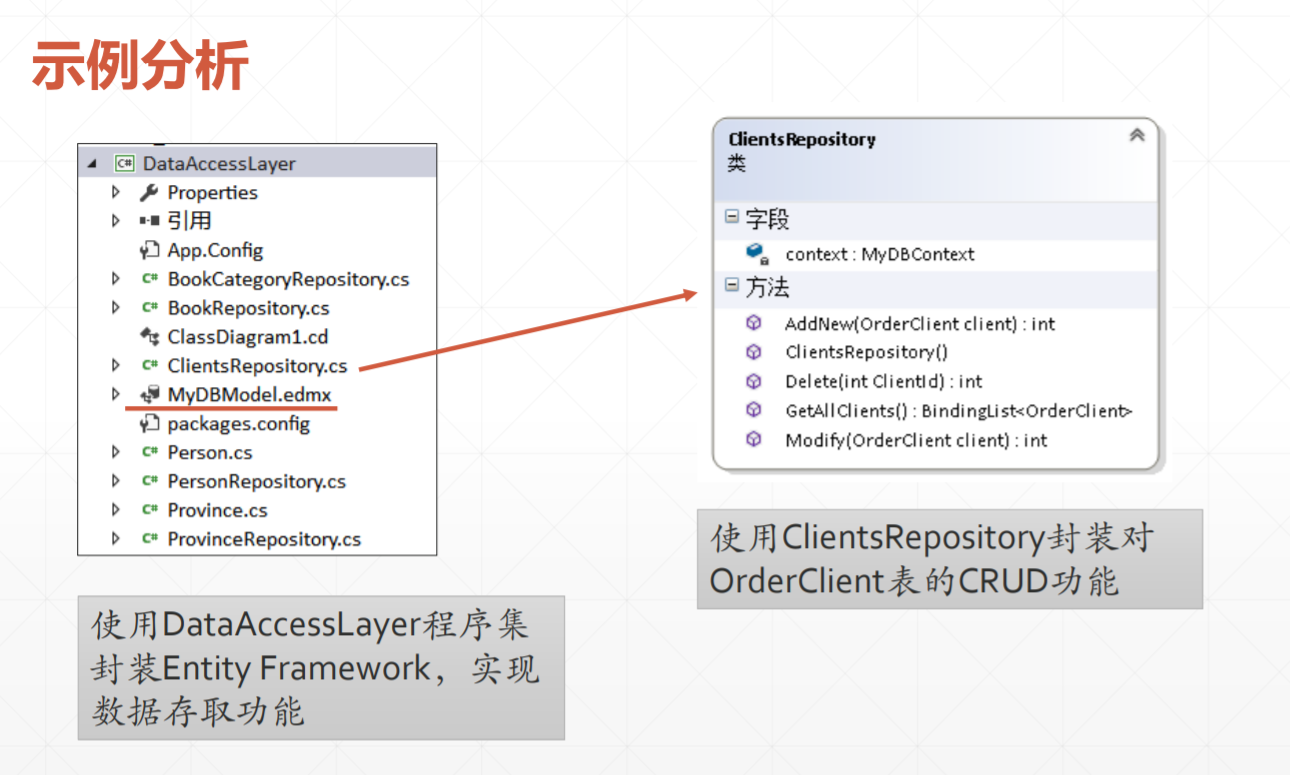 示例分析
DataAccessLayer
Properties
引用
App.Config
BookCategoryRepository.cs
BookRepository.cs
ClassDiagram1.cd
ClientsRepository.cs
MyDBModel.edmx
packages.config
Person.cs
PersonRepository.cs
Province.cs
ProvinceRepository.cs
使用DataAccessLayer程序集
封装Entity Framework，实现
数据存取功能
ClientsRepository
类
字段
context : MyDBContext
方法
AddNew(OrderClient client) : int
ClientsRepository()
Delete(int ClientId) : int
GetAllClients() : BindingList<OrderClient>
Modify(OrderClient client) : int
使用ClientsRepository封装对
OrderClient表的CRUD功能